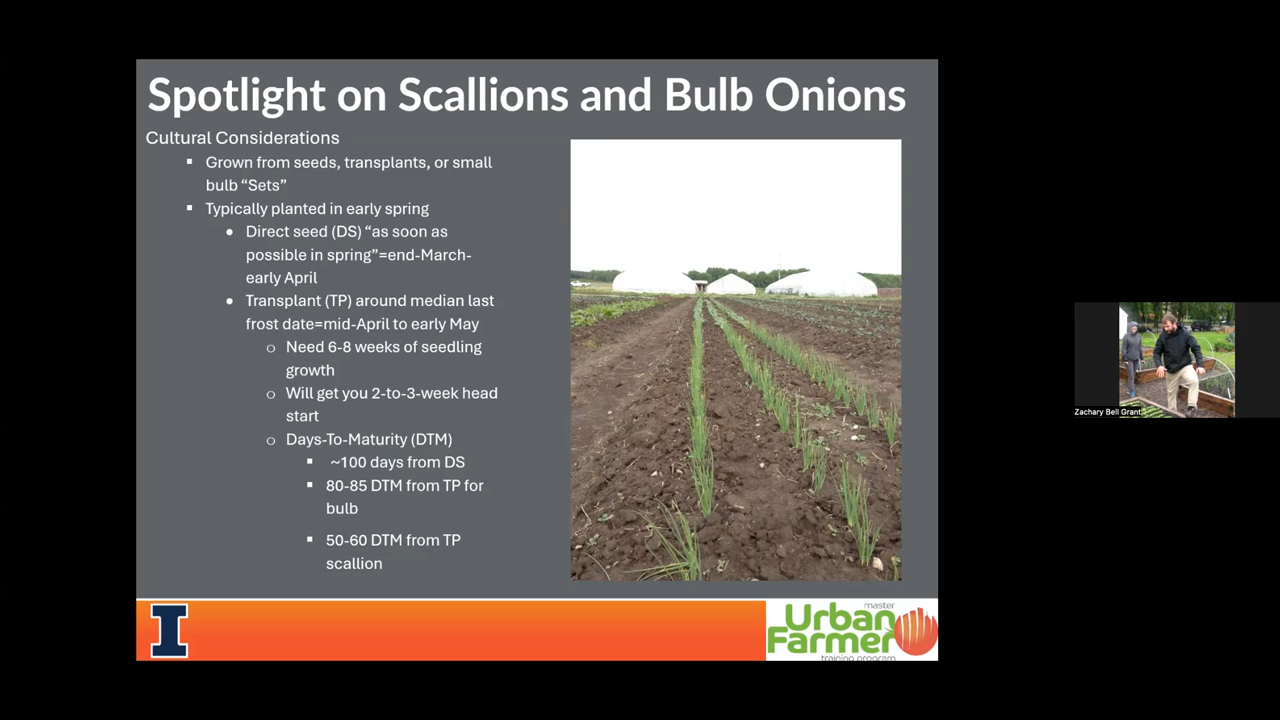 Spotlight on Scallions and Bulb Onions
Cultural Considerations
▪ Grown from seeds, transplants, or small
bulb “Sets”
▪ Typically planted in early spring
• Direct seed (DS) “as soon as
possible in spring”=end-March-
early April
• Transplant (TP) around median last
frost date=mid-April to early May
o Need 6-8 weeks of seedling
growth
o Will get you 2-to-3-week head
start
o Days-To-Maturity (DTM)
▪ ~100 days from DS
▪ 80-85 DTM from TP for
bulb
▪ 50-60 DTM from TP
scallion
I
master
Urban
Farmer
training program
Zachary Bell Grant